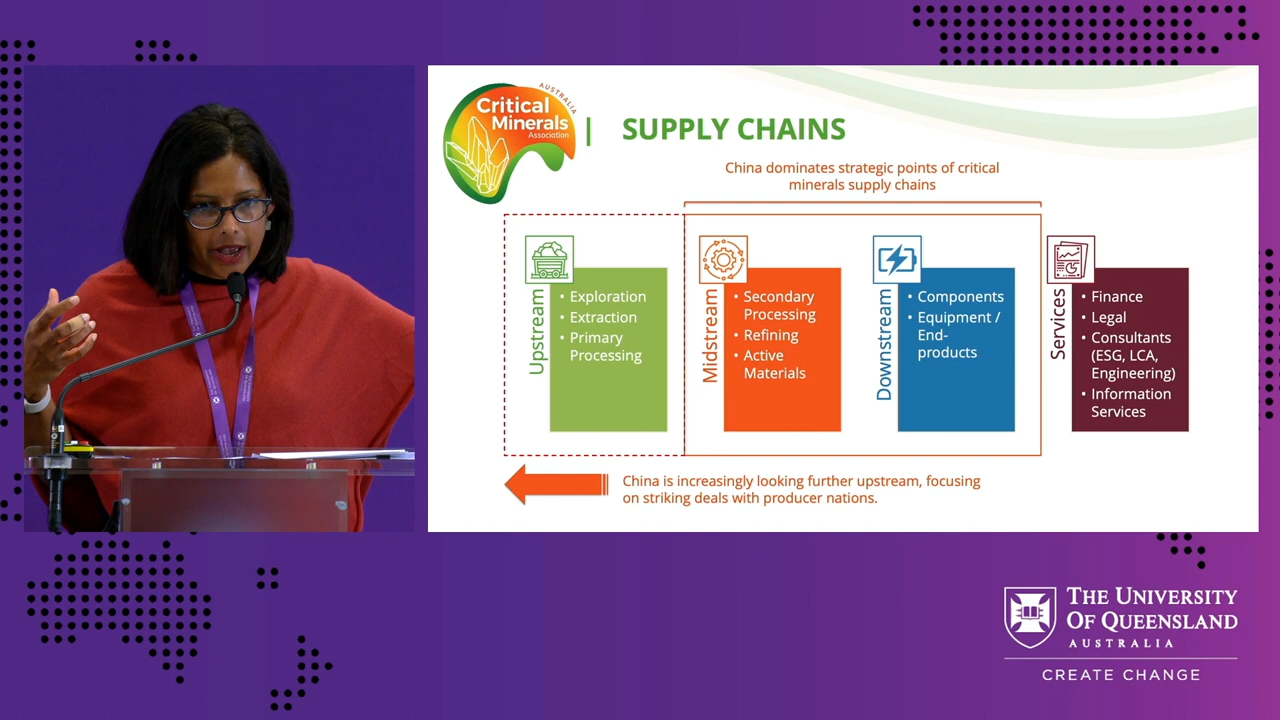 AUSTRALIA
Critical
Minerals
Association
SUPPLY CHAINS
China dominates strategic points of critical
minerals supply chains
Upstream
• Exploration
• Extraction
• Primary
Processing
Midstream
• Secondary
Processing
• Refining
• Active
Materials
Downstream
• Components
• Equipment /
End-
products
Services
• Finance
• Legal
• Consultants
(ESG, LCA,
Engineering)
• Information
Services
China is increasingly looking further upstream, focusing
on striking deals with producer nations.
THE UNIVERSITY
OF QUEENSLAND
AUSTRALIA
CREATE CHANGE